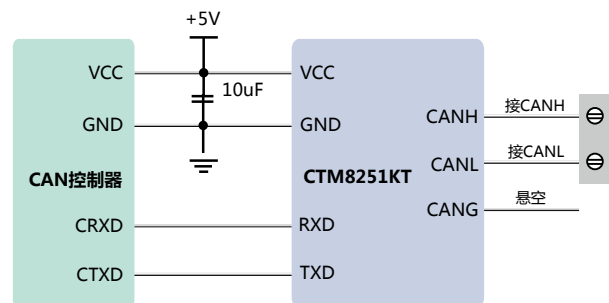 +5V
VCC
VCC
10uF
GND
GND
CANH
接CANH
CANL
接CANL
CAN控制器
CTM8251KT
CANG
悬空
CRXD
RXD
CTXD
TXD